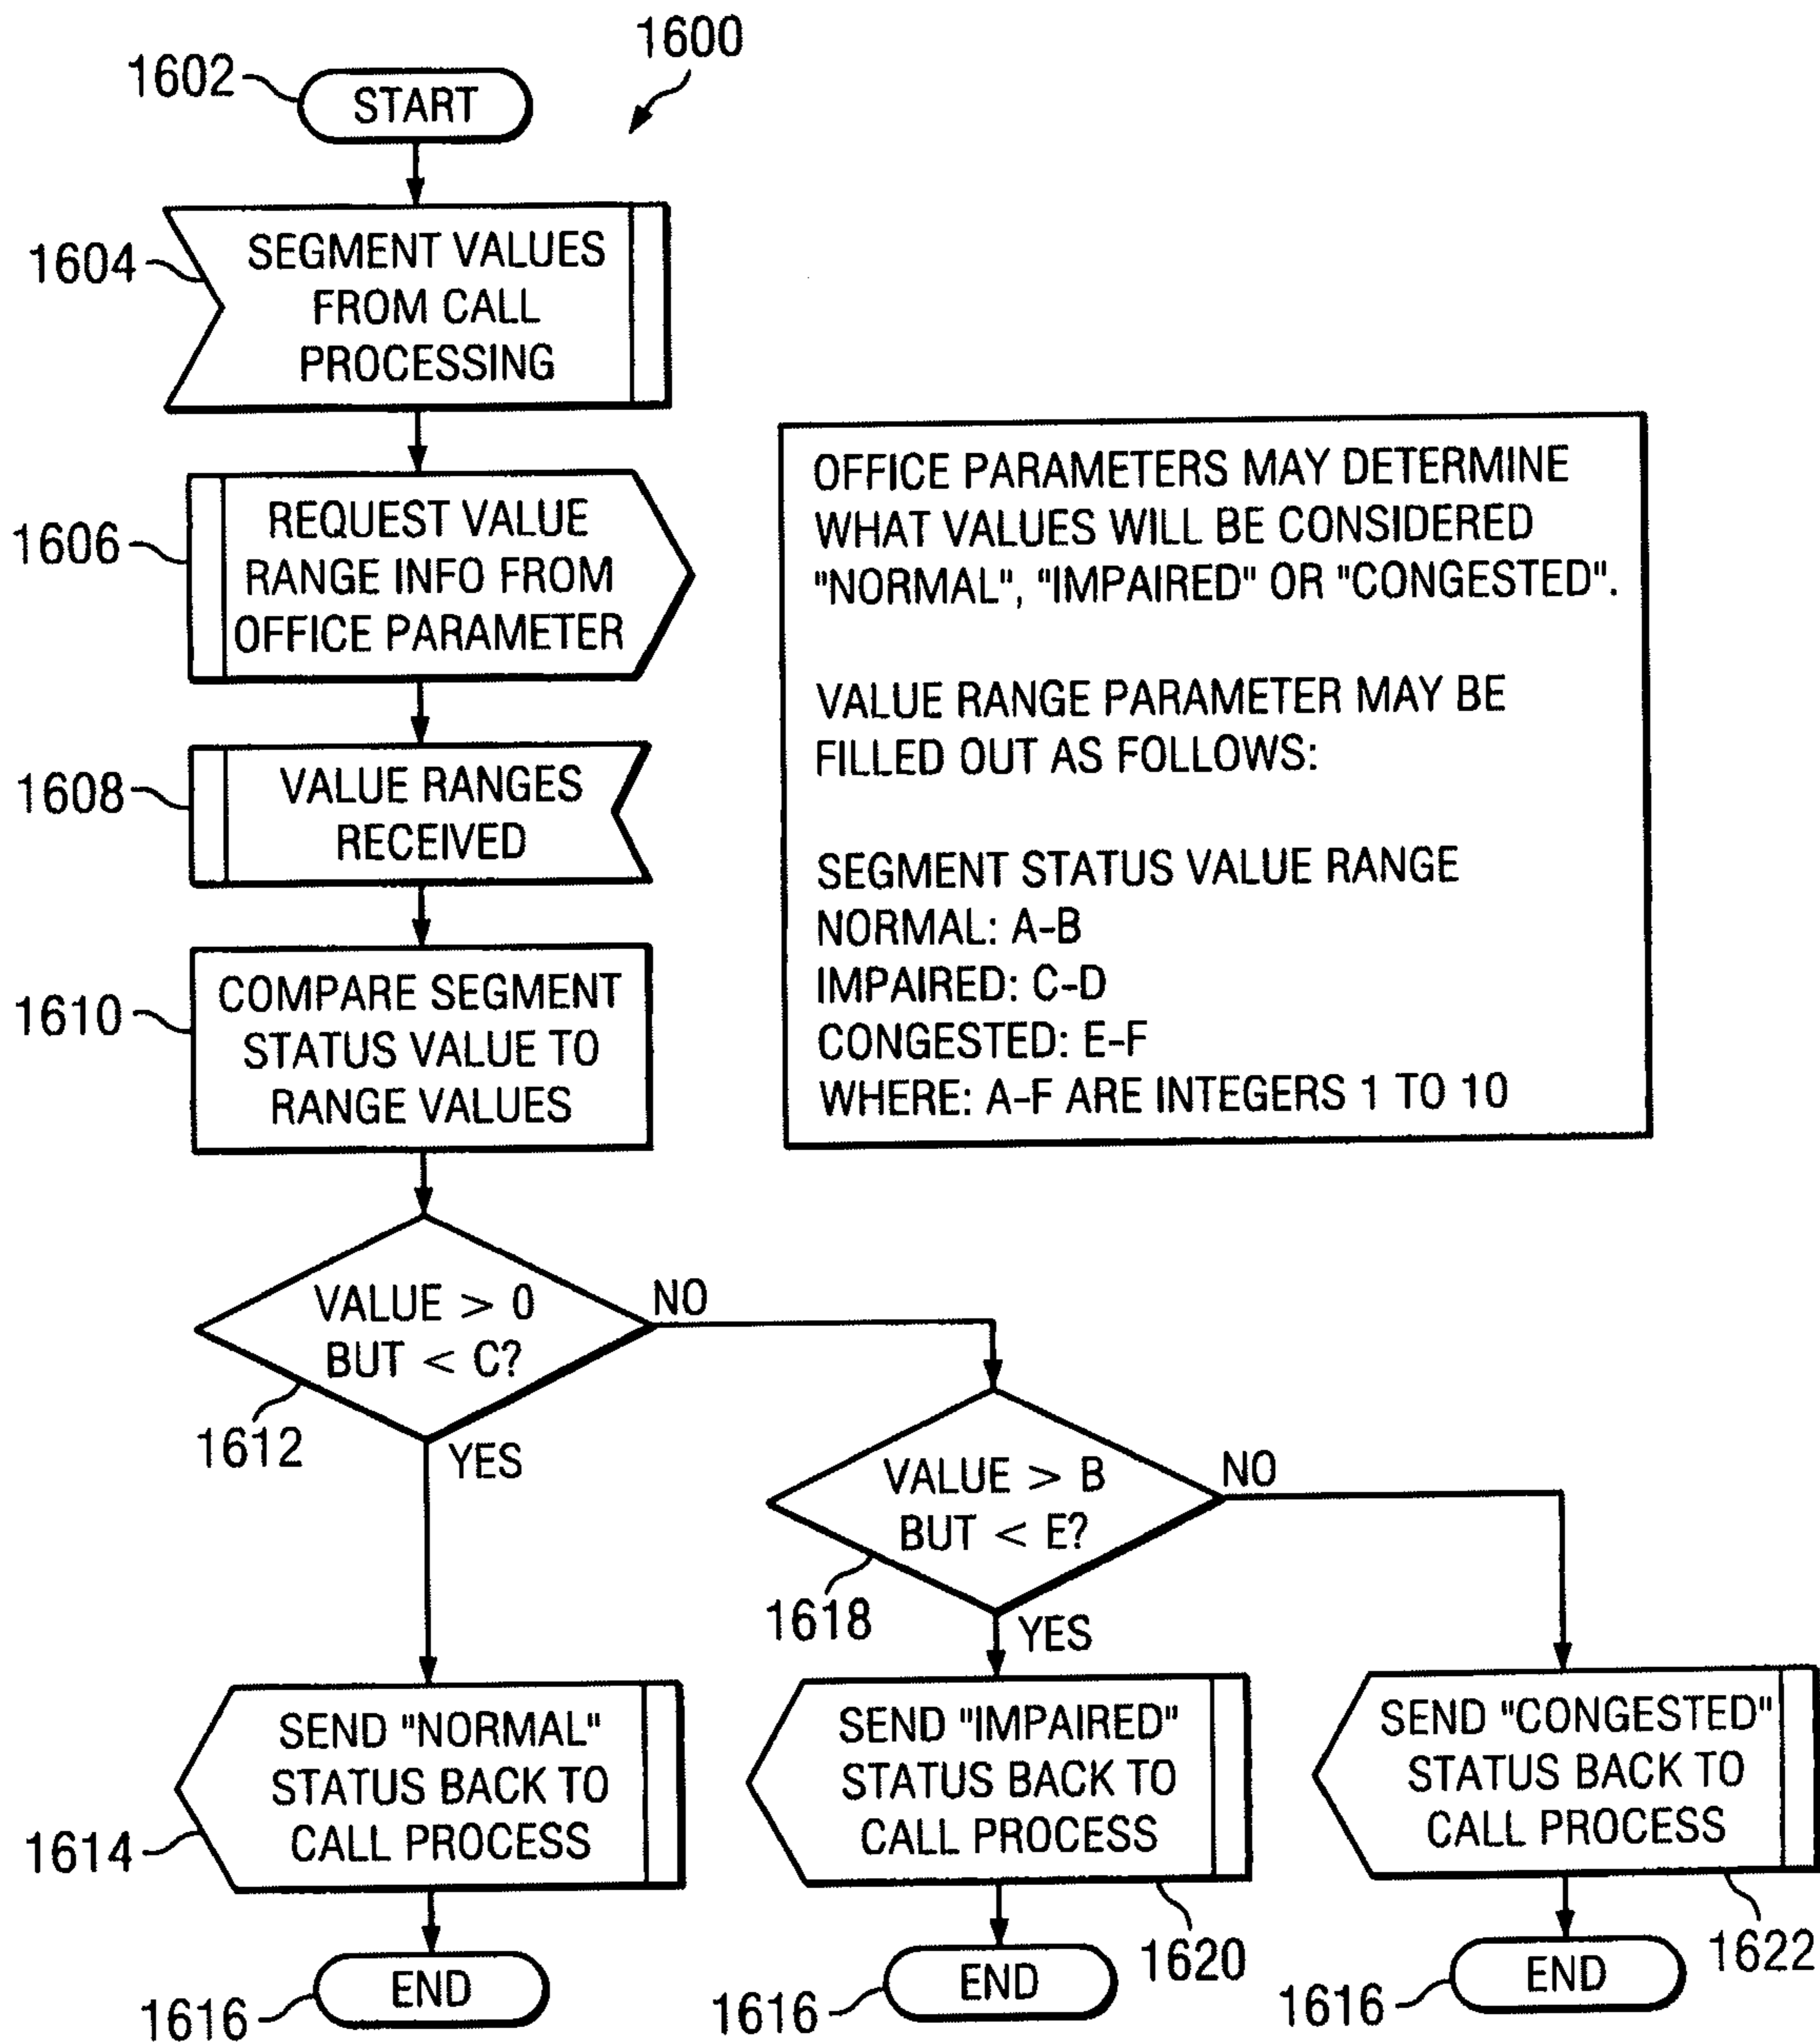 1600
1602
START
1604
SEGMENT VALUES
FROM CALL
PROCESSING
1606
REQUEST VALUE
RANGE INFO FROM
OFFICE PARAMETER
1608
VALUE RANGES
RECEIVED
1610
COMPARE SEGMENT
STATUS VALUE TO
RANGE VALUES
OFFICE PARAMETERS MAY DETERMINE
WHAT VALUES WILL BE CONSIDERED
"NORMAL", "IMPAIRED" OR "CONGESTED".
VALUE RANGE PARAMETER MAY BE
FILLED OUT AS FOLLOWS:
SEGMENT STATUS VALUE RANGE
NORMAL: A-B
IMPAIRED: C-D
CONGESTED: E-F
WHERE: A-F ARE INTEGERS 1 TO 10
VALUE > 0
BUT < C?
NO
1612
YES
VALUE > B
BUT < E?
NO
1618
YES
SEND "NORMAL"
STATUS BACK TO
CALL PROCESS
1614
SEND "IMPAIRED"
STATUS BACK TO
CALL PROCESS
1620
SEND "CONGESTED"
STATUS BACK TO
CALL PROCESS
1622
END
1616
END
1616
END
1616